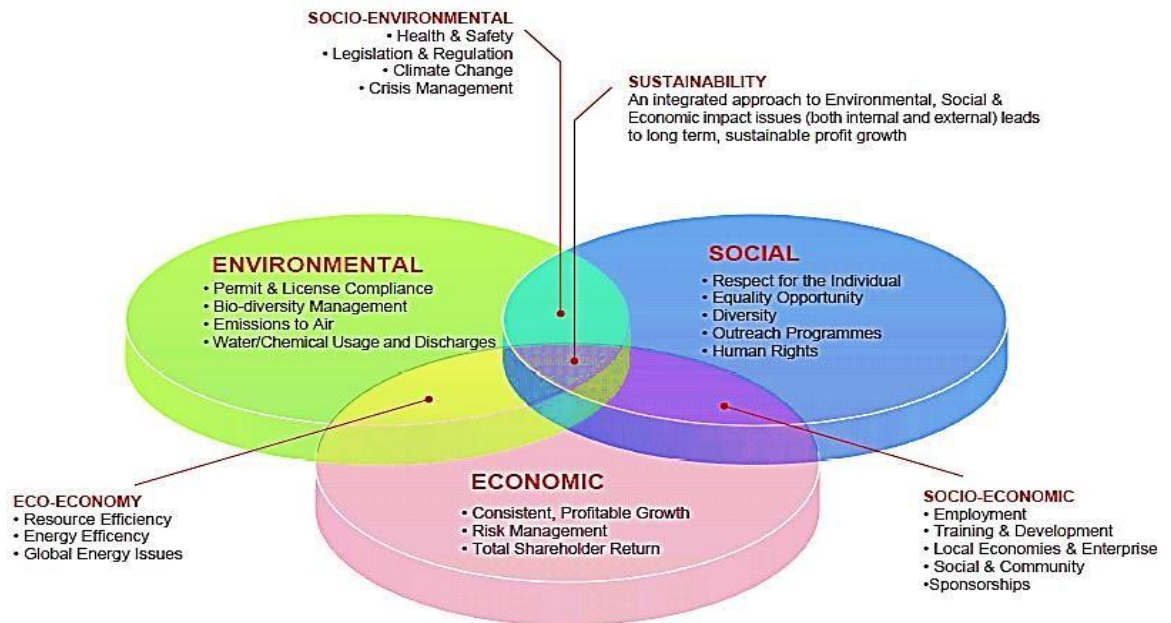 SOCIO-ENVIRONMENTAL
• Health & Safety
• Legislation & Regulation
• Climate Change
• Crisis Management
SUSTAINABILITY
An integrated approach to Environmental, Social &
Economic impact issues (both internal and external) leads
to long term, sustainable profit growth
ENVIRONMENTAL
• Permit & License Compliance
• Bio-diversity Management
• Emissions to Air
• Water/Chemical Usage and Discharges
SOCIAL
• Respect for the Individual
• Equality Opportunity
• Diversity
• Outreach Programmes
• Human Rights
ECONOMIC
• Consistent, Profitable Growth
• Risk Management
• Total Shareholder Return
ECO-ECONOMY
• Resource Efficiency
• Energy Efficency
• Global Energy Issues
SOCIO-ECONOMIC
• Employment
• Training & Development
• Local Economies & Enterprise
• Social & Community
•Sponsorships